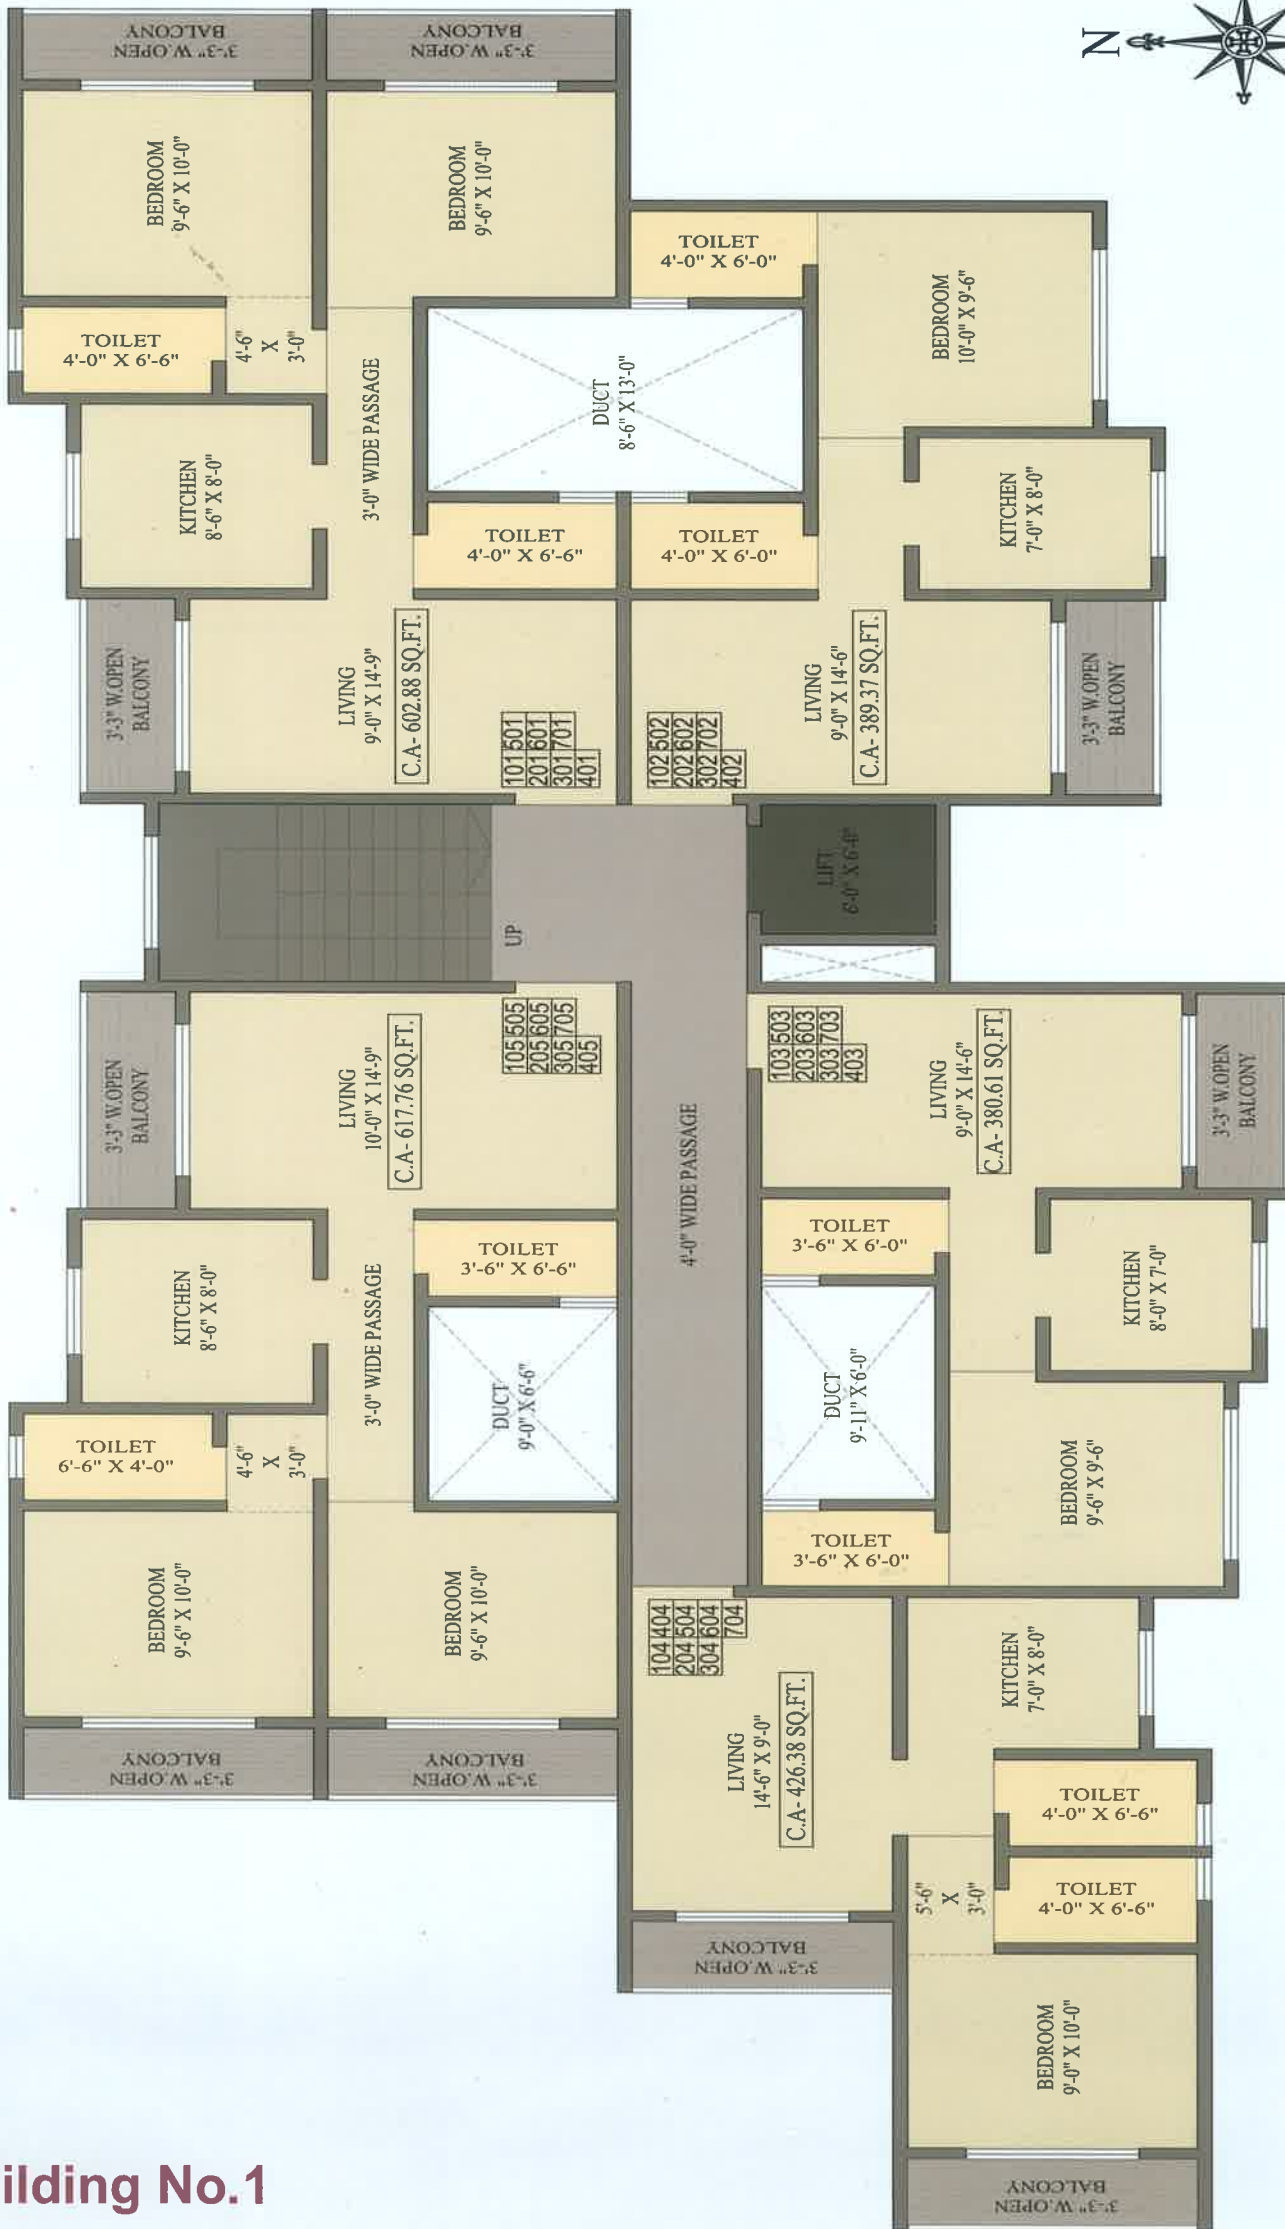 N
3'-3" W.OPEN
BALCONY
3'-3" W.OPEN
BALCONY
BEDROOM
9'-6" X 10'-0"
BEDROOM
9'-6" X 10'-0"
TOILET
4'-0" X 6'-0"
BEDROOM
10'-0" X 9'-6"
TOILET
4'-0" X 6'-6"
4'-6"
X
3'-0"
3'-0" WIDE PASSAGE
DUCT
8'-6" X 13'-0"
KITCHEN
8'-6" X 8'-0"
KITCHEN
7'-0" X 8'-0"
TOILET
4'-0" X 6'-6"
TOILET
4'-0" X 6'-0"
3'-3" W.OPEN
BALCONY
LIVING
9'-0" X 14'-9"
C.A- 602.88 SQ.FT.
101 501
201 601
301 701
401
LIVING
9'-0" X 14'-6"
C.A- 389.37 SQ.FT.
102 502
202 602
302 702
402
3'-3" W.OPEN
BALCONY
LIFT
6'-0" X 6'-0"
UP
3'-3" W.OPEN
BALCONY
LIVING
10'-0" X 14'-9"
C.A- 617.76 SQ.FT.
105 505
205 605
305 705
405
103 503
203 603
303 703
403
LIVING
9'-0" X 14'-6"
C.A- 380.61 SQ.FT.
3'-3" W.OPEN
BALCONY
4'-0" WIDE PASSAGE
KITCHEN
8'-6" X 8'-0"
3'-0" WIDE PASSAGE
TOILET
3'-6" X 6'-6"
TOILET
3'-6" X 6'-0"
KITCHEN
8'-0" X 7'-0"
DUCT
9'-0" X 6'-6"
DUCT
9'-11" X 6'-0"
TOILET
6'-6" X 4'-0"
4'-6"
X
3'-0"
BEDROOM
9'-6" X 9'-6"
TOILET
3'-6" X 6'-0"
BEDROOM
9'-6" X 10'-0"
BEDROOM
9'-6" X 10'-0"
104 404
204 504
304 604
704
KITCHEN
7'-0" X 8'-0"
LIVING
14'-6" X 9'-0"
C.A- 426.38 SQ.FT.
3'-3" W.OPEN
BALCONY
3'-3" W.OPEN
BALCONY
TOILET
4'-0" X 6'-6"
TOILET
4'-0" X 6'-6"
5'-6"
X
3'-0"
3'-3" W.OPEN
BALCONY
BEDROOM
9'-0" X 10'-0"
3'-3" W.OPEN
BALCONY
ilding No.1